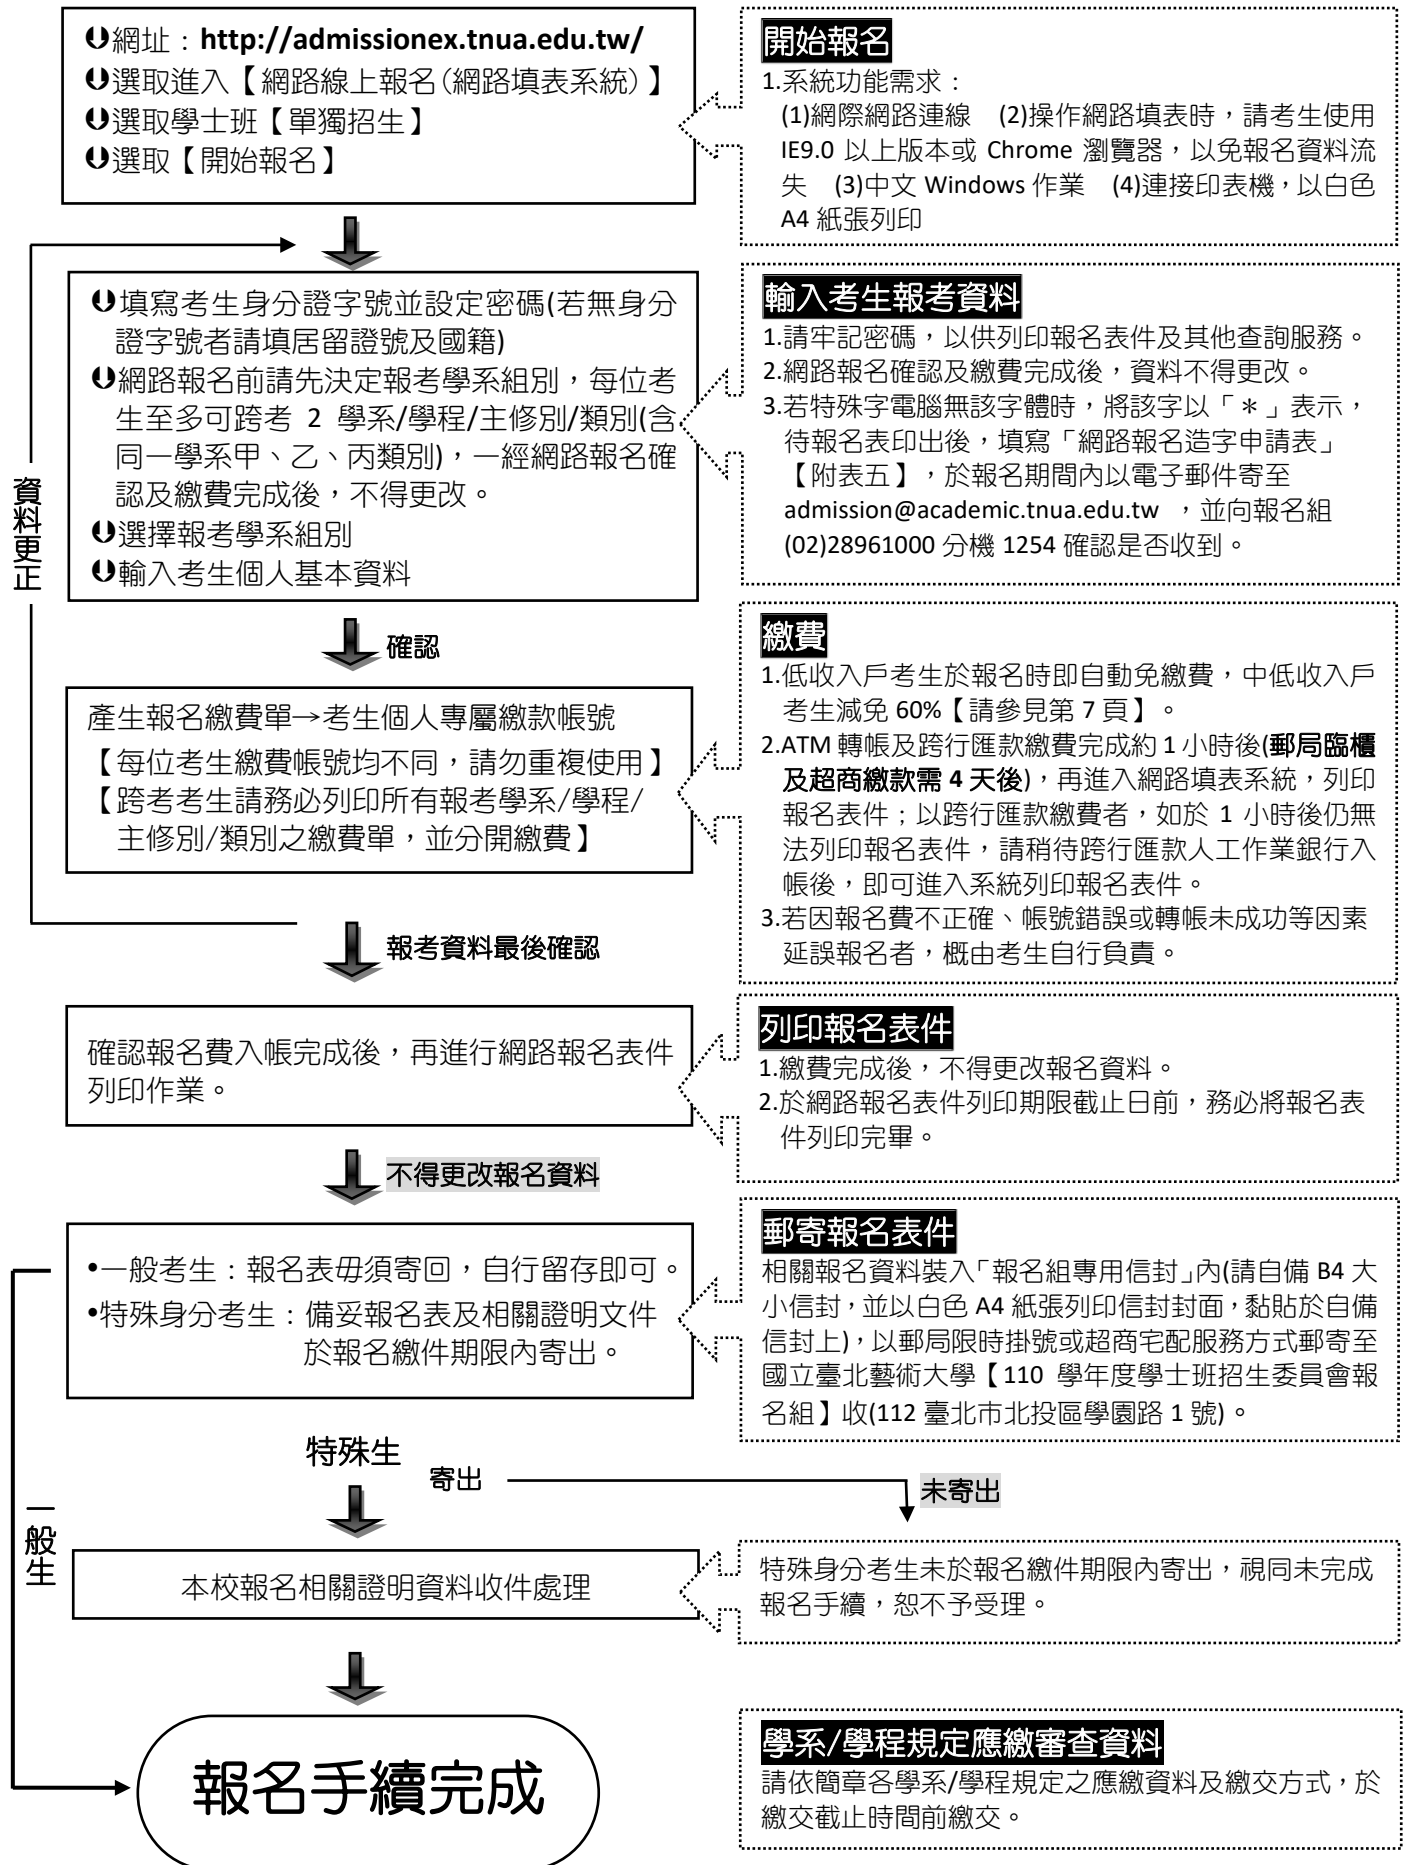 ➲網址：http://admissionex.tnua.edu.tw/
➲選取進入【網路線上報名(網路填表系統)】
➲選取學士班【單獨招生】
➲選取【開始報名】
開始報名
1.系統功能需求：
(1)網際網路連線 (2)操作網路填表時，請考生使用
IE9.0 以上版本或 Chrome 瀏覽器，以免報名資料流
失 (3)中文 Windows 作業 (4)連接印表機，以白色
A4 紙張列印
➲填寫考生身分證字號並設定密碼(若無身分
證字號者請填居留證號及國籍)
➲網路報名前請先決定報考學系組別，每位考
生至多可跨考 2 學系/學程/主修別/類別(含
同一學系甲、乙、丙類別)，一經網路報名確
認及繳費完成後，不得更改。
➲選擇報考學系組別
➲輸入考生個人基本資料
輸入考生報考資料
1.請牢記密碼，以供列印報名表件及其他查詢服務。
2.網路報名確認及繳費完成後，資料不得更改。
3.若特殊字電腦無該字體時，將該字以「＊」表示，
待報名表印出後，填寫「網路報名造字申請表」
【附表五】，於報名期間內以電子郵件寄至
admission@academic.tnua.edu.tw ，並向報名組
(02)28961000 分機 1254 確認是否收到。
資料更正
確認
產生報名繳費單→考生個人專屬繳款帳號
【每位考生繳費帳號均不同，請勿重複使用】
【跨考考生請務必列印所有報考學系/學程/
主修別/類別之繳費單，並分開繳費】
繳費
1.低收入戶考生於報名時即自動免繳費，中低收入戶
考生減免 60%【請參見第 7 頁】。
2.ATM 轉帳及跨行匯款繳費完成約 1 小時後(郵局臨櫃
及超商繳款需 4 天後)，再進入網路填表系統，列印
報名表件；以跨行匯款繳費者，如於 1 小時後仍無
法列印報名表件，請稍待跨行匯款人工作業銀行入
帳後，即可進入系統列印報名表件。
3.若因報名費不正確、帳號錯誤或轉帳未成功等因素
延誤報名者，概由考生自行負責。
報考資料最後確認
確認報名費入帳完成後，再進行網路報名表件
列印作業。
列印報名表件
1.繳費完成後，不得更改報名資料。
2.於網路報名表件列印期限截止日前，務必將報名表
件列印完畢。
不得更改報名資料
•一般考生：報名表毋須寄回，自行留存即可。
•特殊身分考生：備妥報名表及相關證明文件
於報名繳件期限內寄出。
郵寄報名表件
相關報名資料裝入「報名組專用信封」內(請自備 B4 大
小信封，並以白色 A4 紙張列印信封封面，黏貼於自備
信封上)，以郵局限時掛號或超商宅配服務方式郵寄至
國立臺北藝術大學【110 學年度學士班招生委員會報
名組】收(112 臺北市北投區學園路 1 號)。
特殊生
寄出
未寄出
一般生
本校報名相關證明資料收件處理
特殊身分考生未於報名繳件期限內寄出，視同未完成
報名手續，恕不予受理。
報名手續完成
學系/學程規定應繳審查資料
請依簡章各學系/學程規定之應繳資料及繳交方式，於
繳交截止時間前繳交。